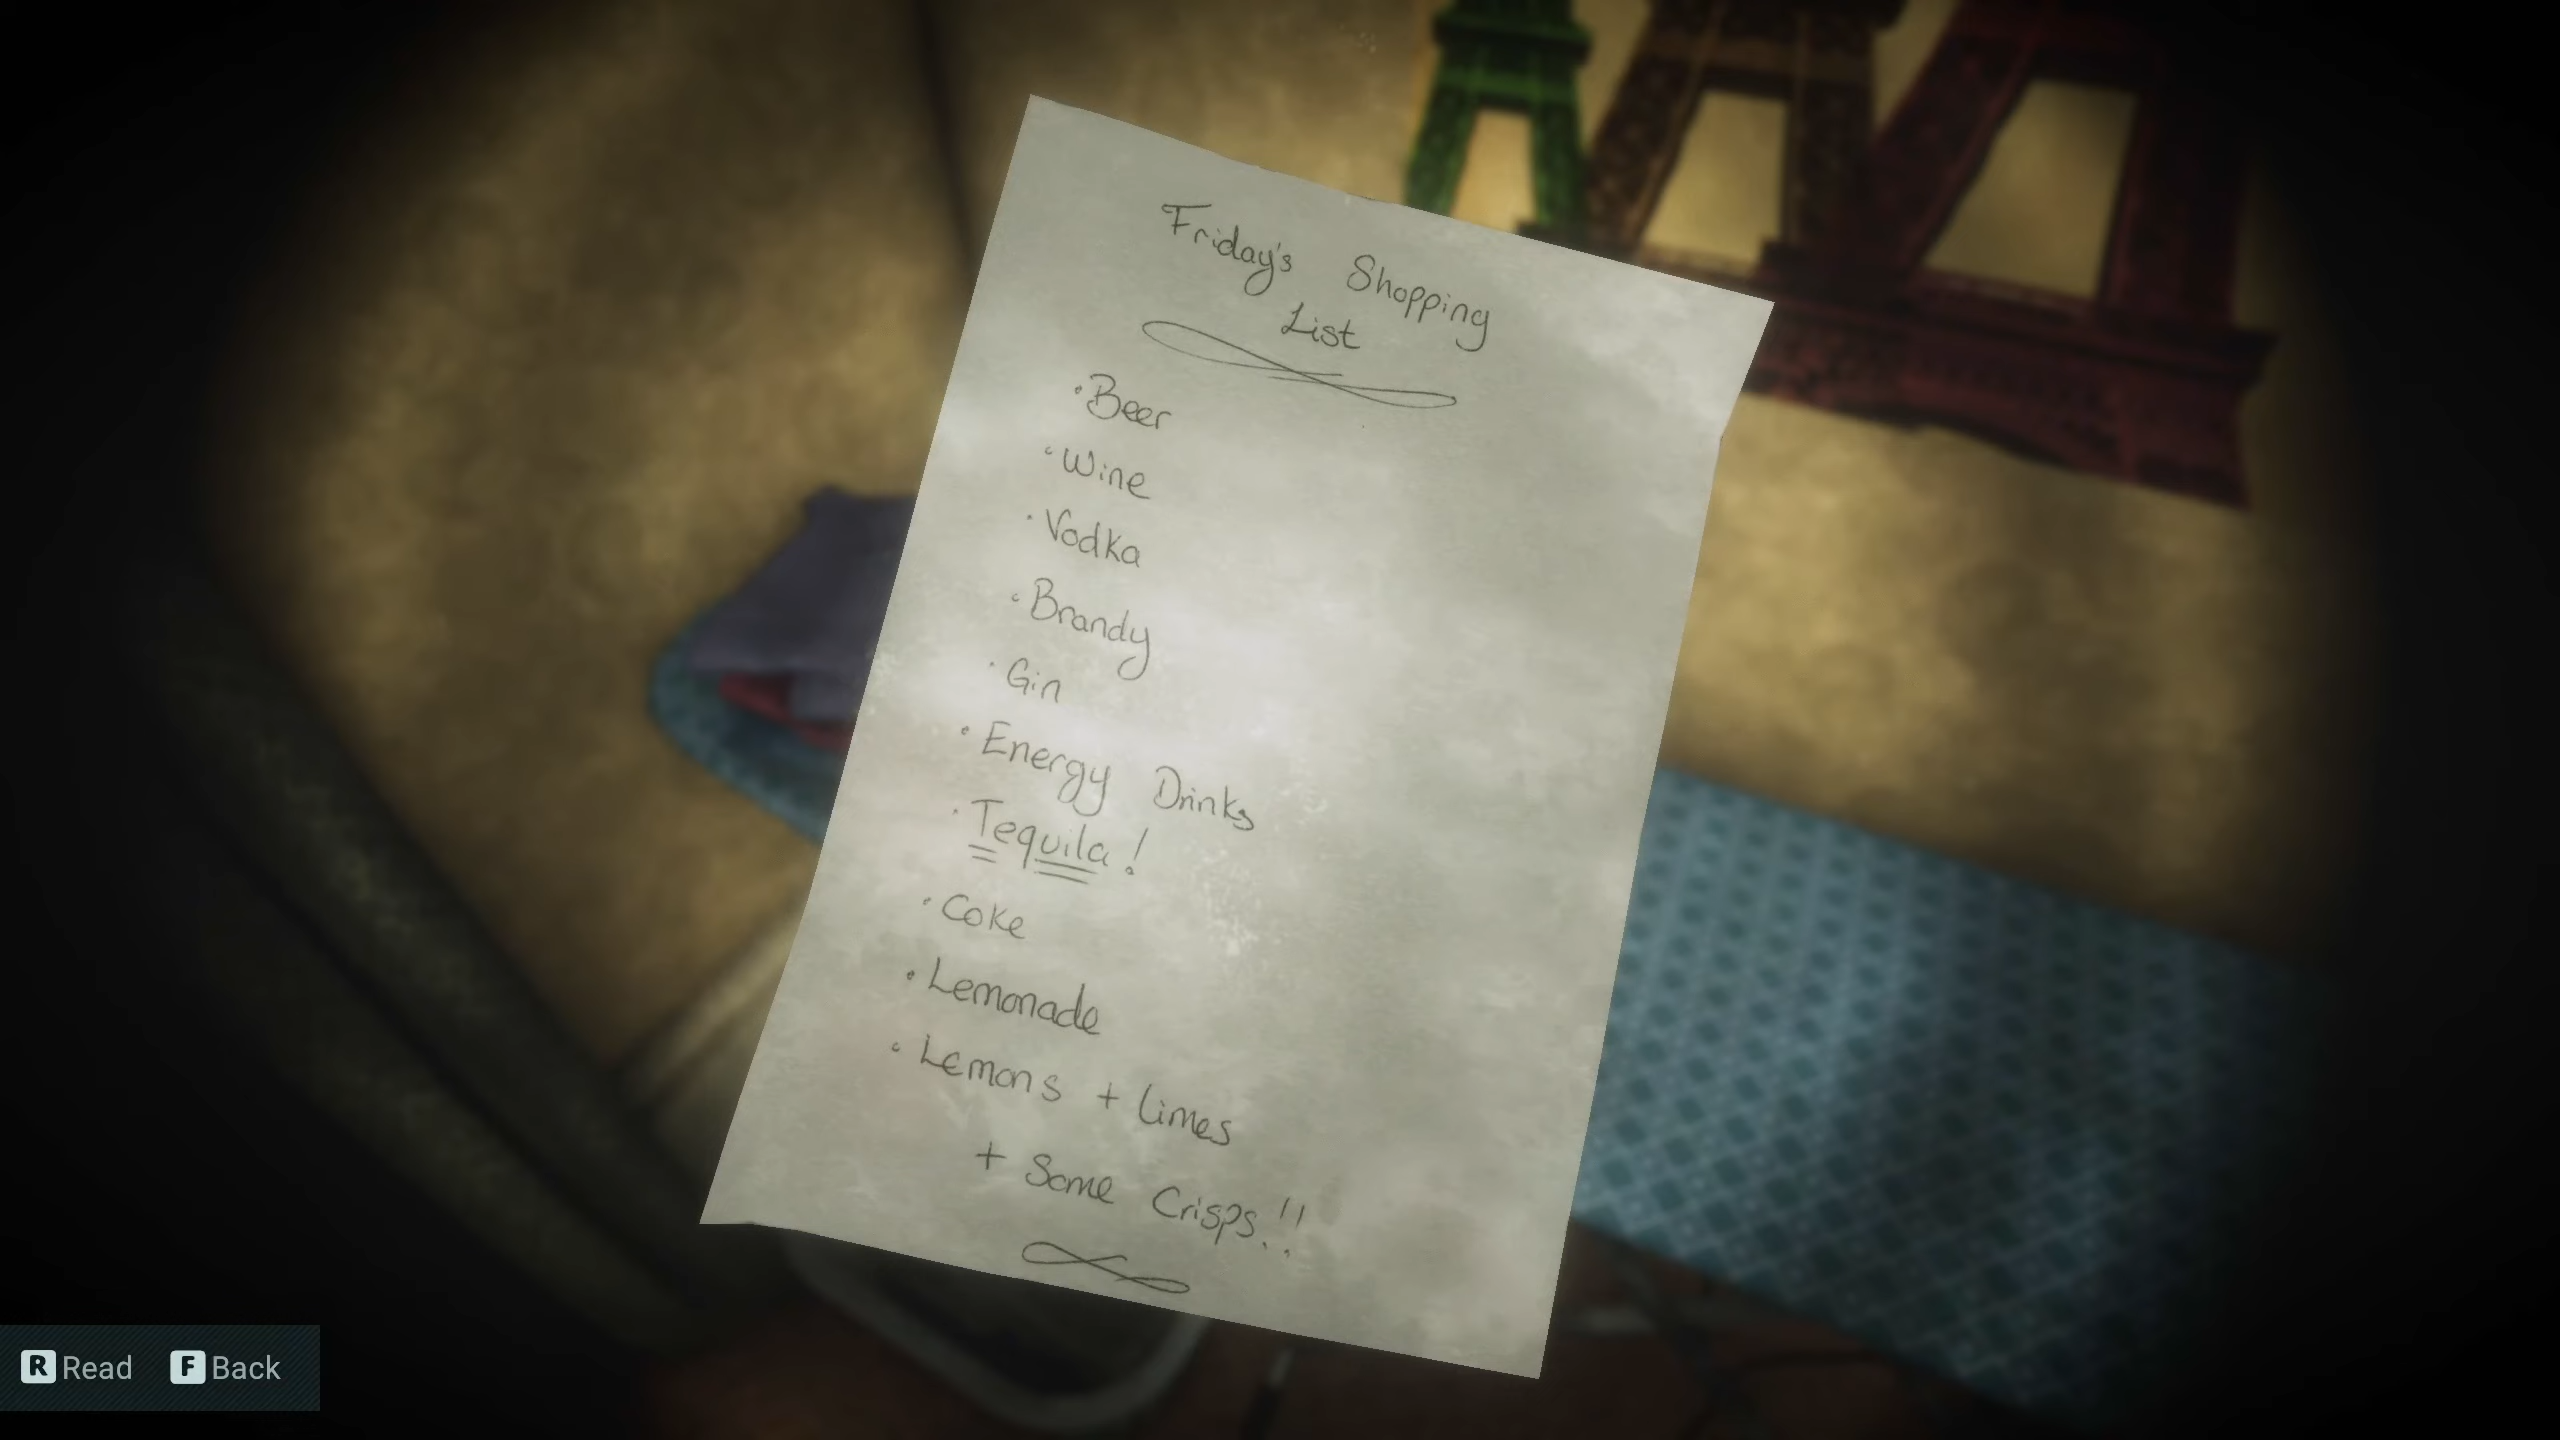 Friday's Shopping
List
• Beer
• Wine
• Vodka
• Brandy
• Gin
• Energy Drinks
• Tequila!
• Coke
• Lemonade
• Lemons + Limes
+ Some Crisps!!
R Read F Back